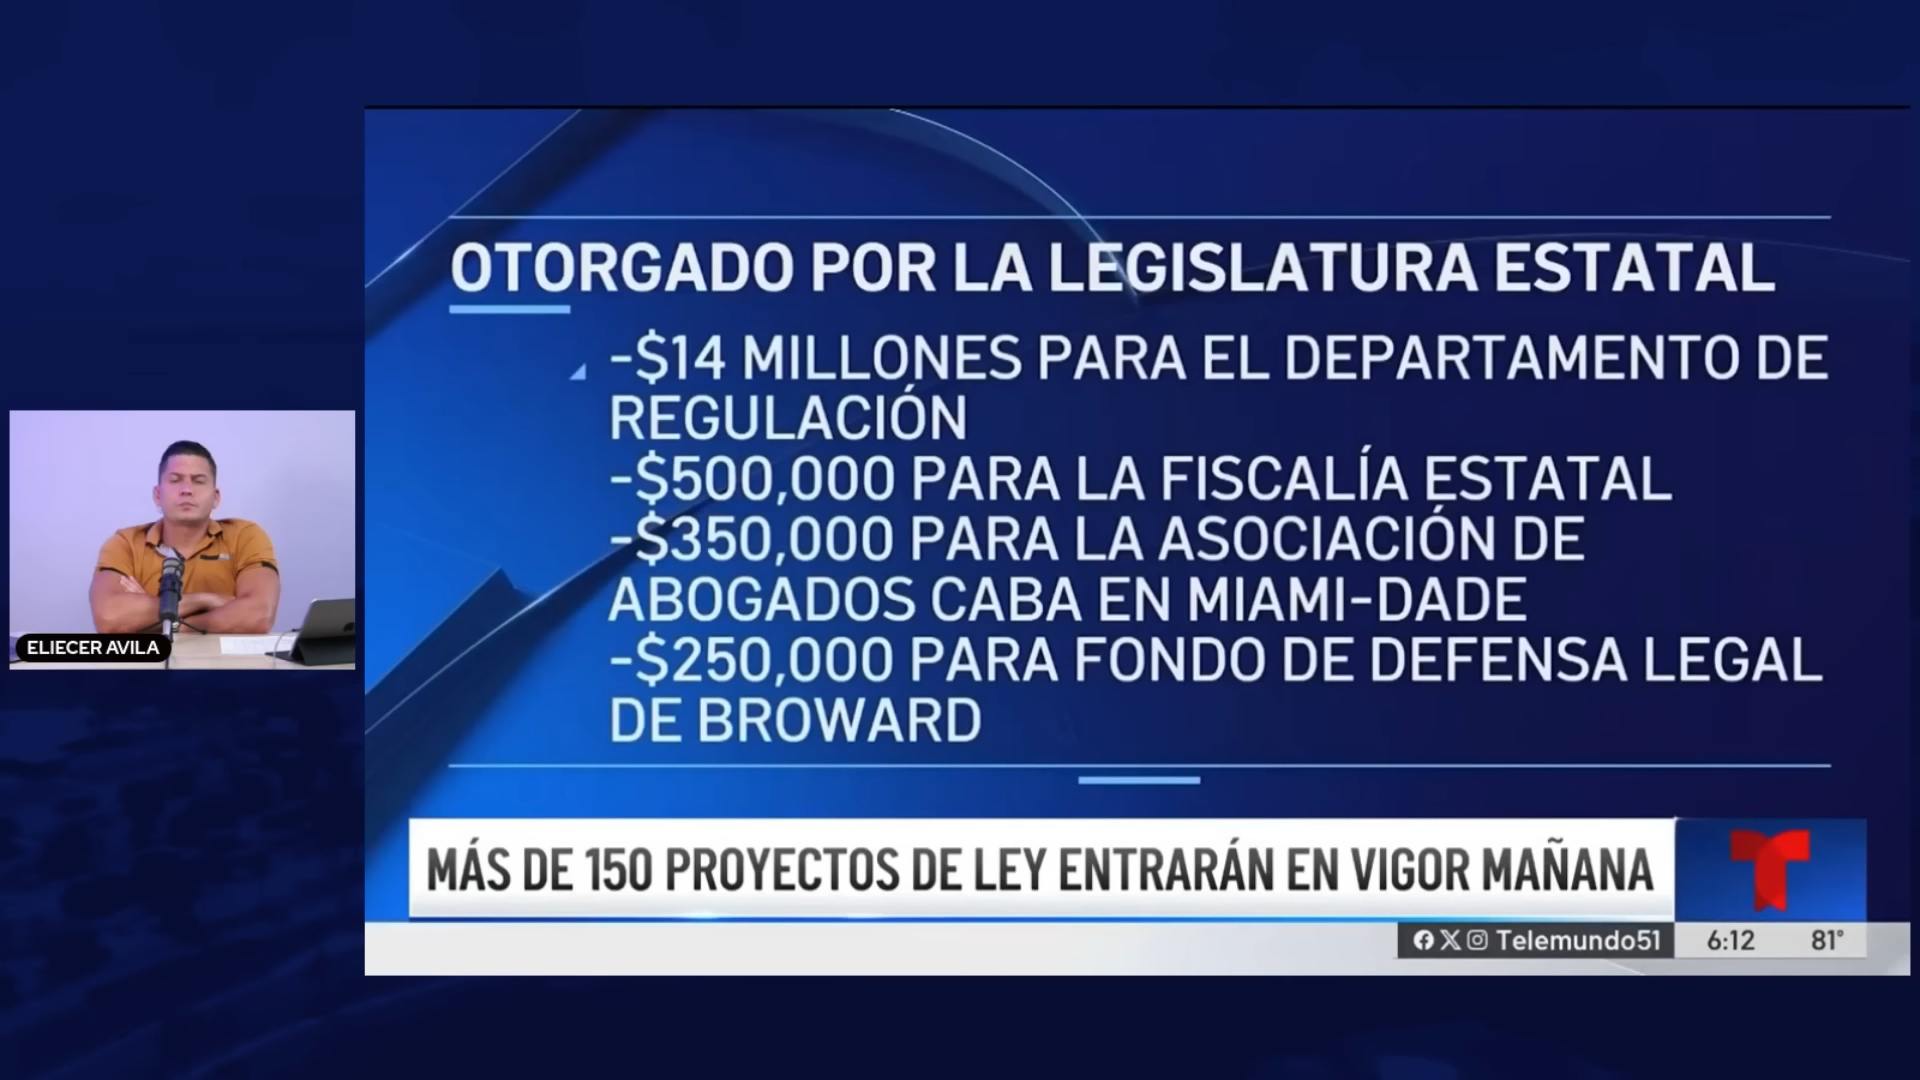 OTORGADO POR LA LEGISLATURA ESTATAL
-$14 MILLONES PARA EL DEPARTAMENTO DE
REGULACIÓN
-$500,000 PARA LA FISCALÍA ESTATAL
-$350,000 PARA LA ASOCIACIÓN DE
ABOGADOS CABA EN MIAMI-DADE
-$250,000 PARA FONDO DE DEFENSA LEGAL
DE BROWARD
ELIECER AVILA
MÁS DE 150 PROYECTOS DE LEY ENTRARÁN EN VIGOR MAÑANA
Telemundo51 6:12 81°